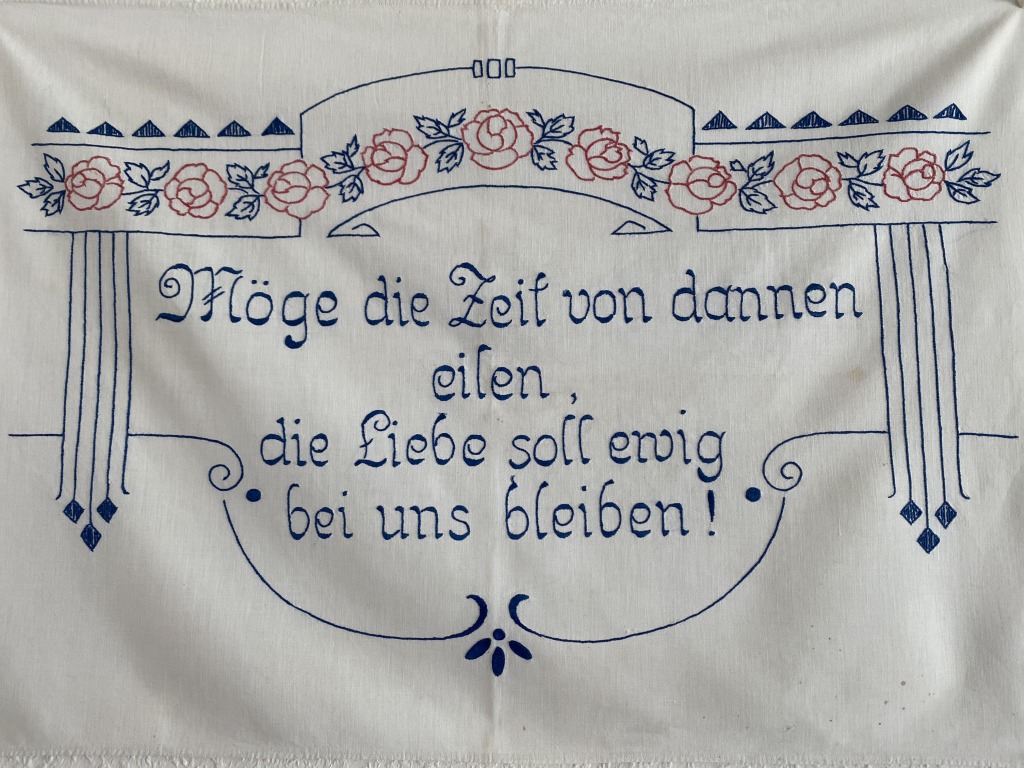 Möge die Zeit von dannen
eilen,
die Liebe soll ewig
bei uns bleiben!